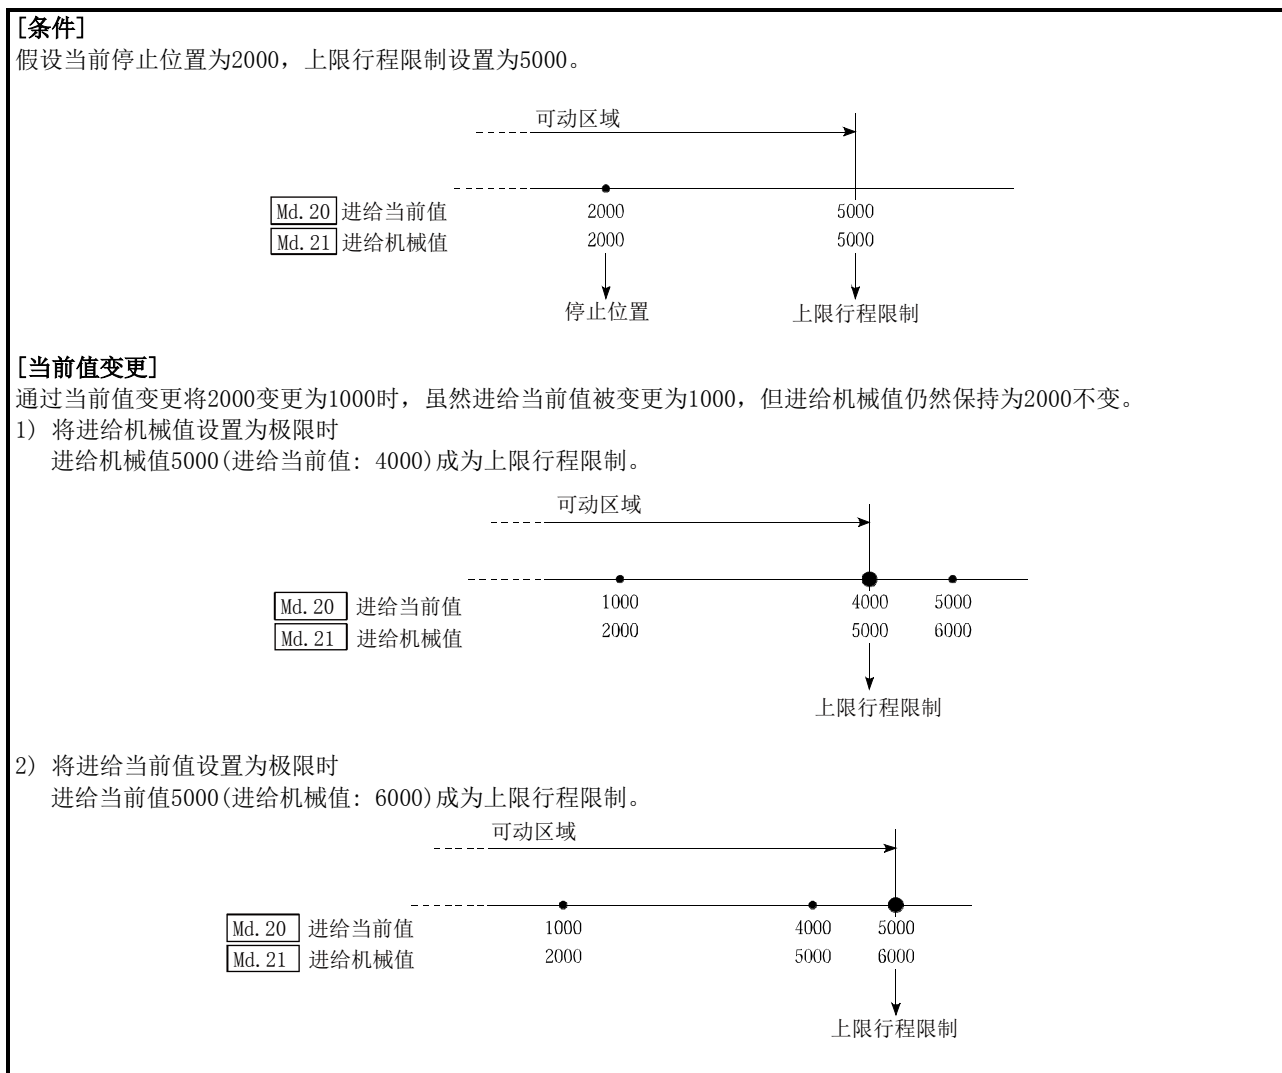 [条件]
假设当前停止位置为2000，上限行程限制设置为5000。
可动区域
Md.20 进给当前值 2000 5000
Md.21 进给机械值 2000 5000
停止位置 上限行程限制
[当前值变更]
通过当前值变更将2000变更为1000时，虽然进给当前值被变更为1000，但进给机械值仍然保持为2000不变。
1) 将进给机械值设置为极限时
进给机械值5000(进给当前值: 4000)成为上限行程限制。
可动区域
Md.20 进给当前值 1000 4000 5000
Md.21 进给机械值 2000 5000 6000
上限行程限制
2) 将进给当前值设置为极限时
进给当前值5000(进给机械值: 6000)成为上限行程限制。
可动区域
Md.20 进给当前值 1000 4000 5000
Md.21 进给机械值 2000 5000 6000
上限行程限制